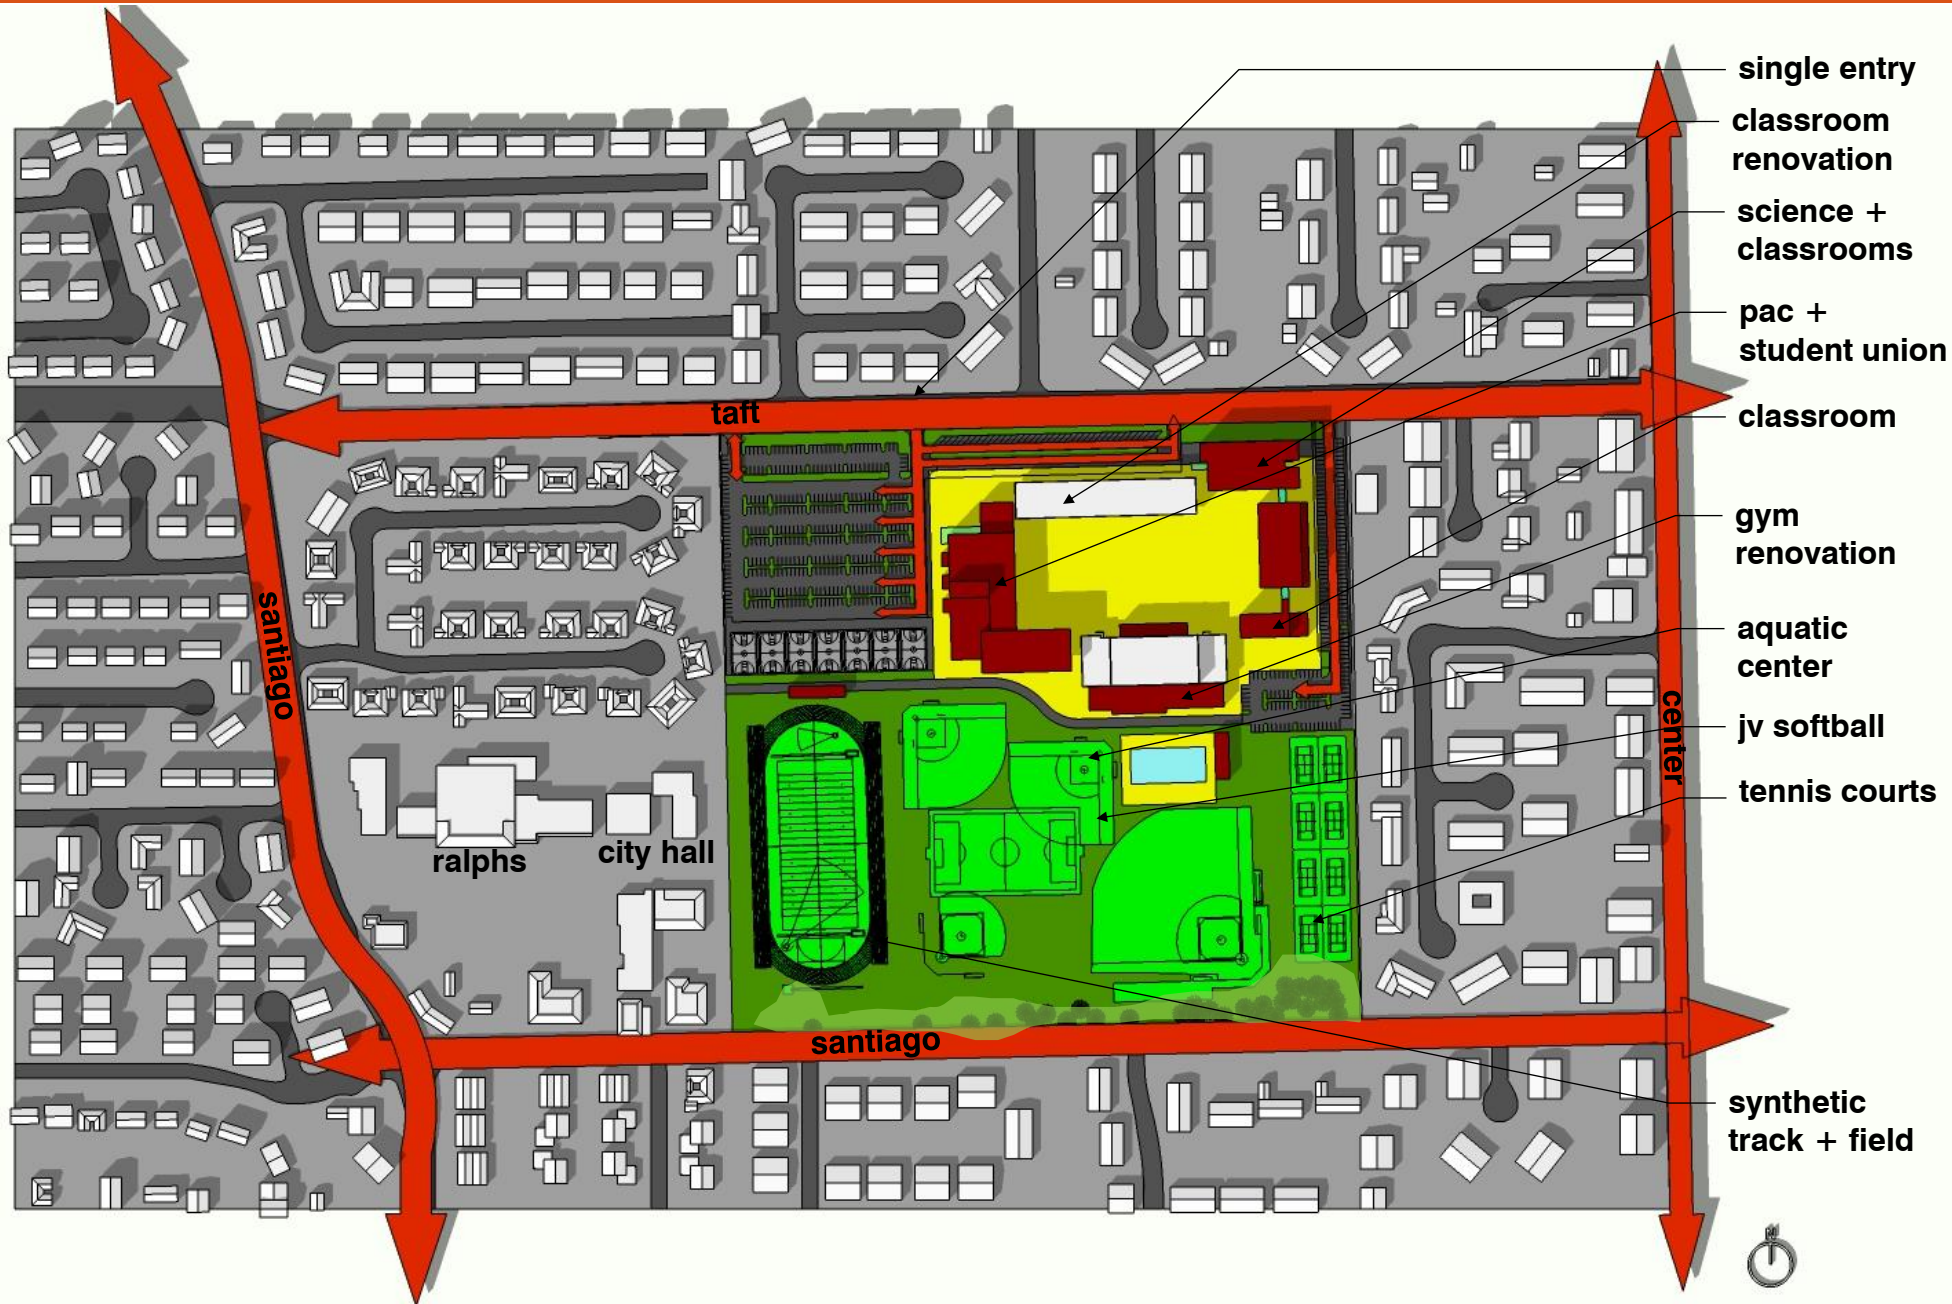 single entry
classroom
renovation
science +
classrooms
pac +
student union
taft
classroom
gym
renovation
santiago
aquatic
center
center
jv softball
tennis courts
ralphs
city hall
santiago
synthetic
track + field